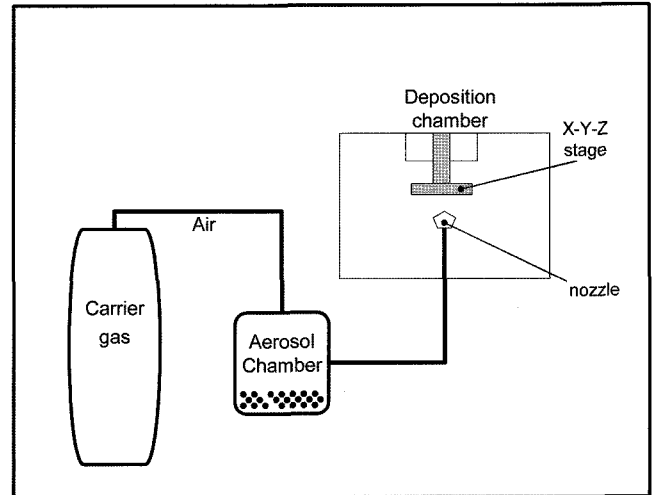 Deposition
chamber
X-Y-Z
stage
Air
nozzle
Carrier
gas
Aerosol
Chamber